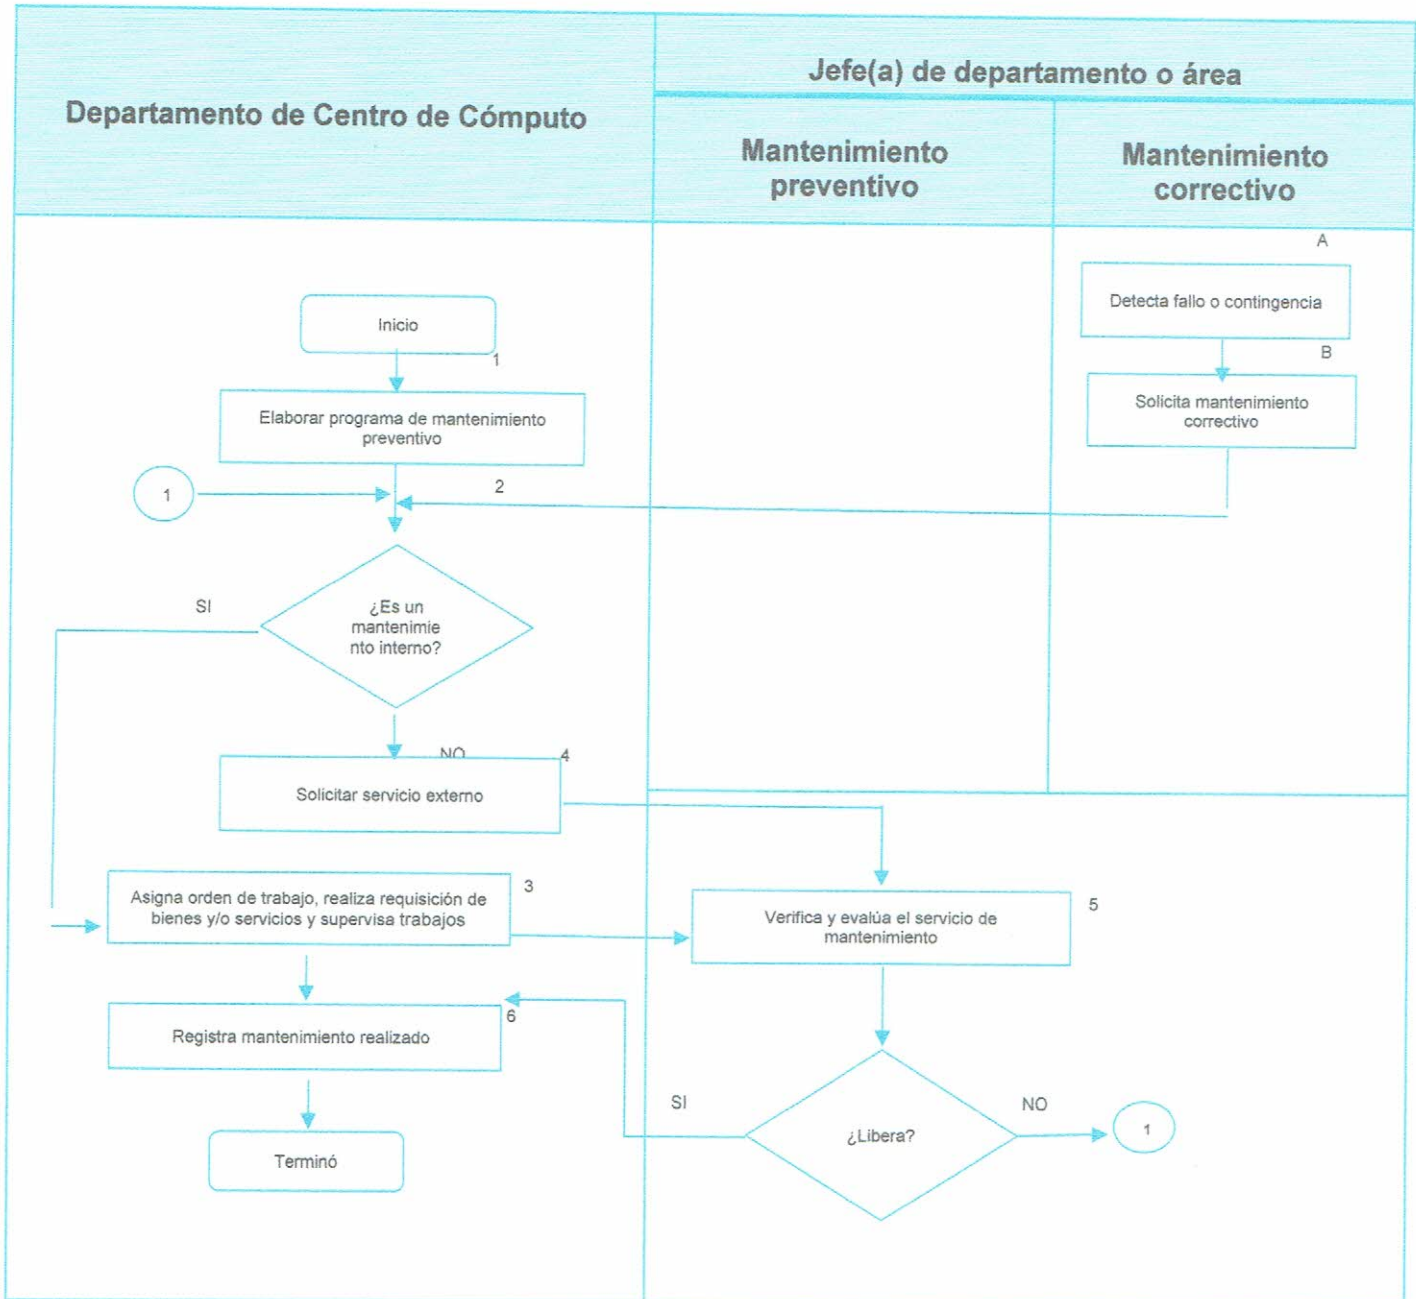 Departamento de Centro de Cómputo
Jefe(a) de departamento o área
Mantenimiento
preventivo
Mantenimiento
correctivo
A
Detecta fallo o contingencia
B
Solicita mantenimiento
correctivo
Inicio
1
Elaborar programa de mantenimiento
preventivo
1
2
SI
¿Es un
mantenimie
nto interno?
NO
4
Solicitar servicio externo
Asigna orden de trabajo, realiza requisición de
bienes y/o servicios y supervisa trabajos
3
Verifica y evalúa el servicio de
mantenimiento
5
Registra mantenimiento realizado
6
SI
¿Libera?
NO
1
Terminó